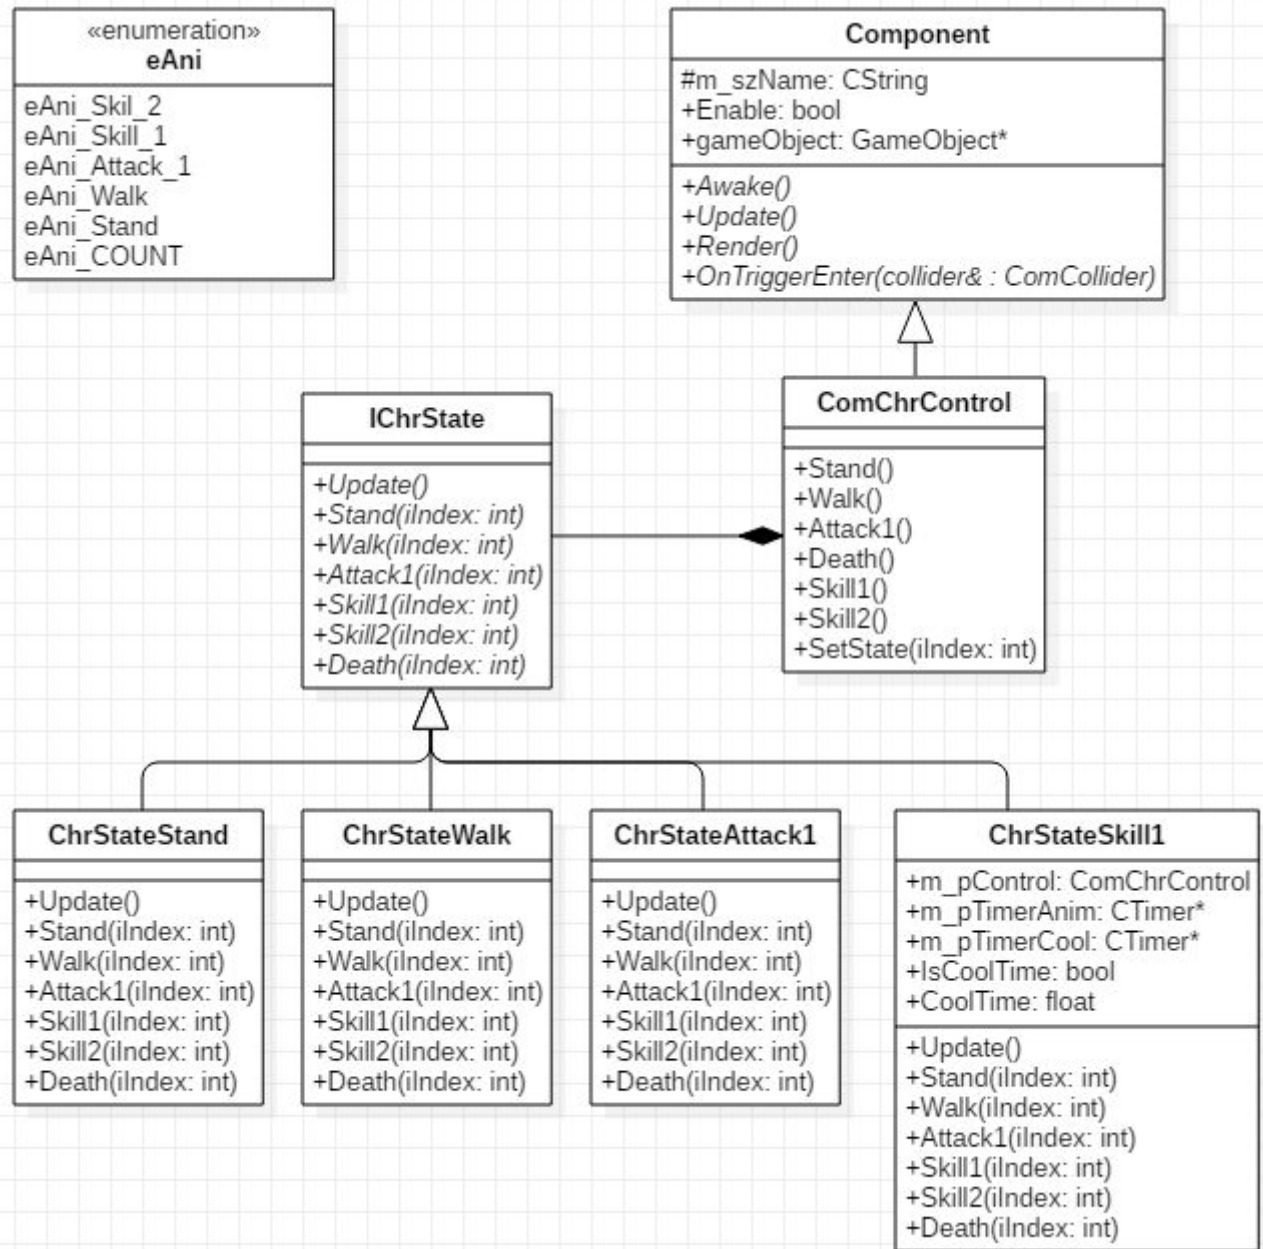 «enumeration»
eAni
eAni_Skil_2
eAni_Skill_1
eAni_Attack_1
eAni_Walk
eAni_Stand
eAni_COUNT
Component
#m_szName: CString
+Enable: bool
+gameObject: GameObject*
+Awake()
+Update()
+Render()
+OnTriggerEnter(collider& : ComCollider)
IChrState
+Update()
+Stand(iIndex: int)
+Walk(iIndex: int)
+Attack1(iIndex: int)
+Skill1(iIndex: int)
+Skill2(iIndex: int)
+Death(iIndex: int)
ComChrControl
+Stand()
+Walk()
+Attack1()
+Death()
+Skill1()
+Skill2()
+SetState(iIndex: int)
ChrStateStand
+Update()
+Stand(iIndex: int)
+Walk(iIndex: int)
+Attack1(iIndex: int)
+Skill1(iIndex: int)
+Skill2(iIndex: int)
+Death(iIndex: int)
ChrStateWalk
+Update()
+Stand(iIndex: int)
+Walk(iIndex: int)
+Attack1(iIndex: int)
+Skill1(iIndex: int)
+Skill2(iIndex: int)
+Death(iIndex: int)
ChrStateAttack1
+Update()
+Stand(iIndex: int)
+Walk(iIndex: int)
+Attack1(iIndex: int)
+Skill1(iIndex: int)
+Skill2(iIndex: int)
+Death(iIndex: int)
ChrStateSkill1
+m_pControl: ComChrControl
+m_pTimerAnim: CTimer*
+m_pTimerCool: CTimer*
+IsCoolTime: bool
+CoolTime: float
+Update()
+Stand(iIndex: int)
+Walk(iIndex: int)
+Attack1(iIndex: int)
+Skill1(iIndex: int)
+Skill2(iIndex: int)
+Death(iIndex: int)